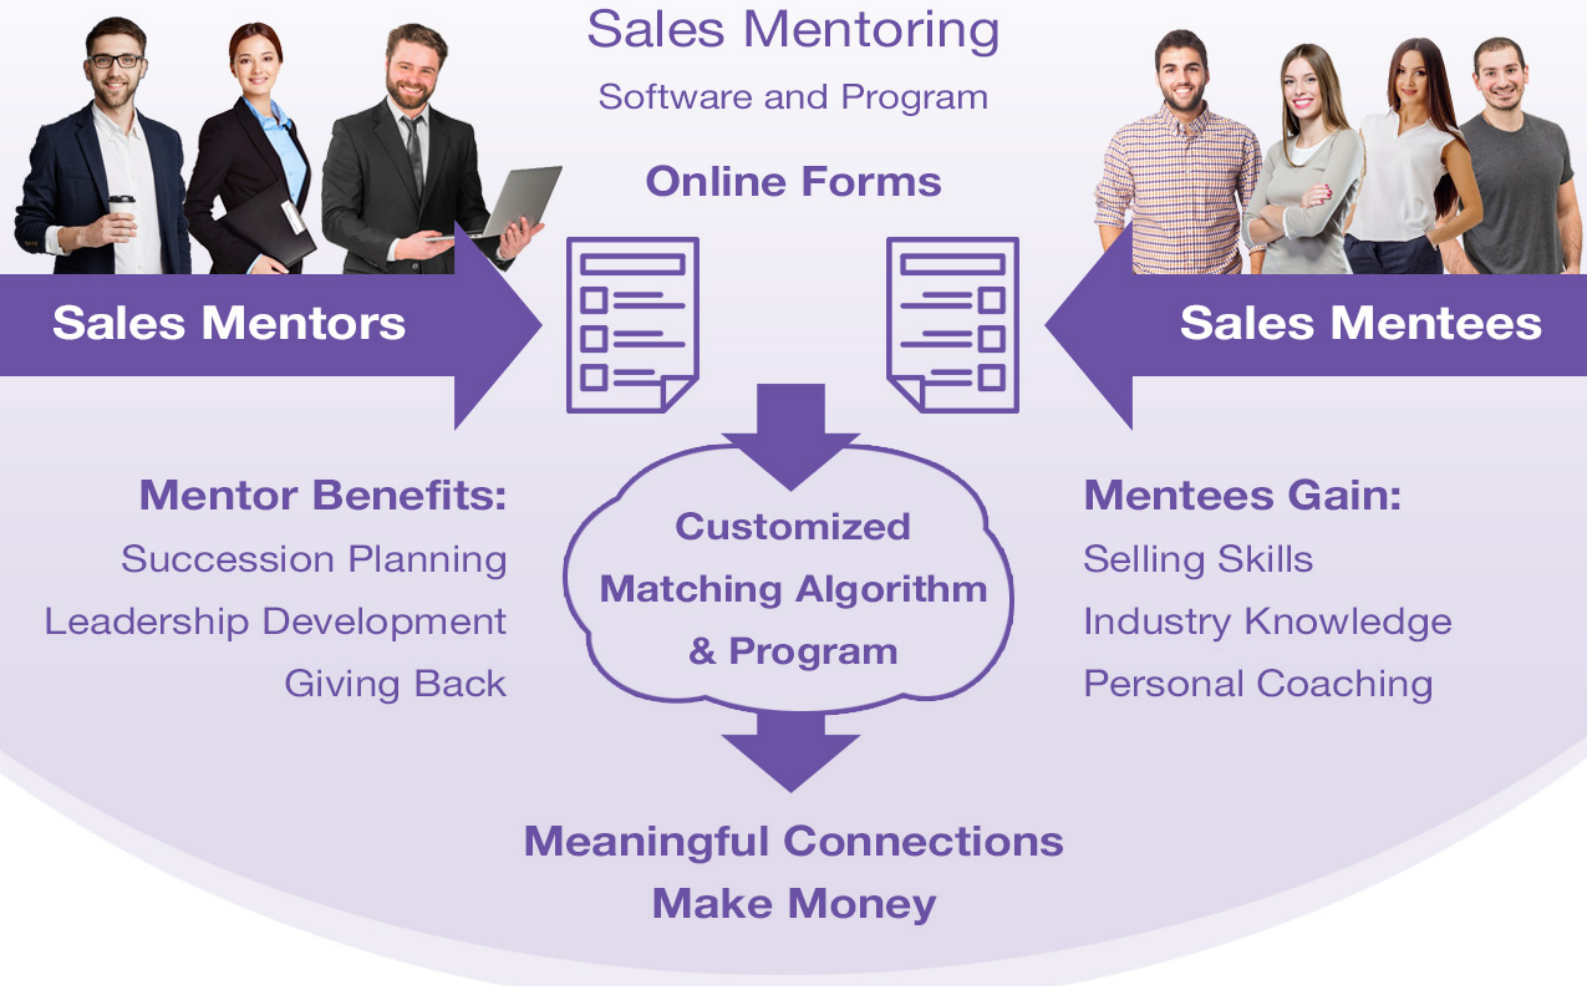 Sales Mentoring
Software and Program
Online Forms
Sales Mentors
Sales Mentees
Mentor Benefits:
Succession Planning
Leadership Development
Giving Back
Customized
Matching Algorithm
& Program
Mentees Gain:
Selling Skills
Industry Knowledge
Personal Coaching
Meaningful Connections
Make Money